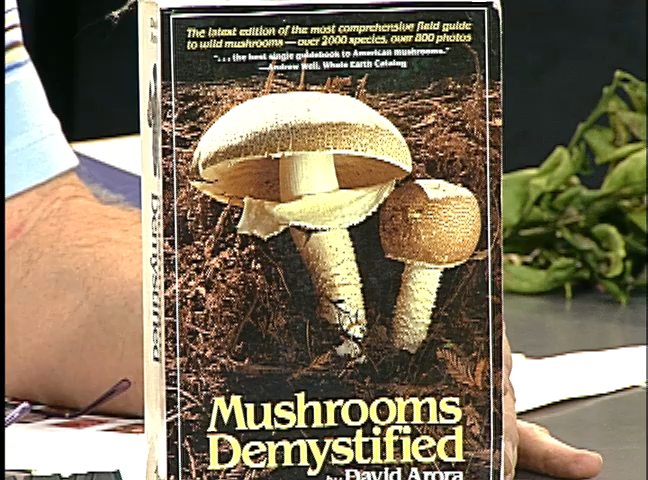 The latest edition of the most comprehensive field guide
to wild mushrooms — over 2000 species, over 800 photos
"... the best single guidebook to American mushrooms."
—Andrew Weil, Whole Earth Catalog
Mushrooms
Demystified
by David Arora
Demystified